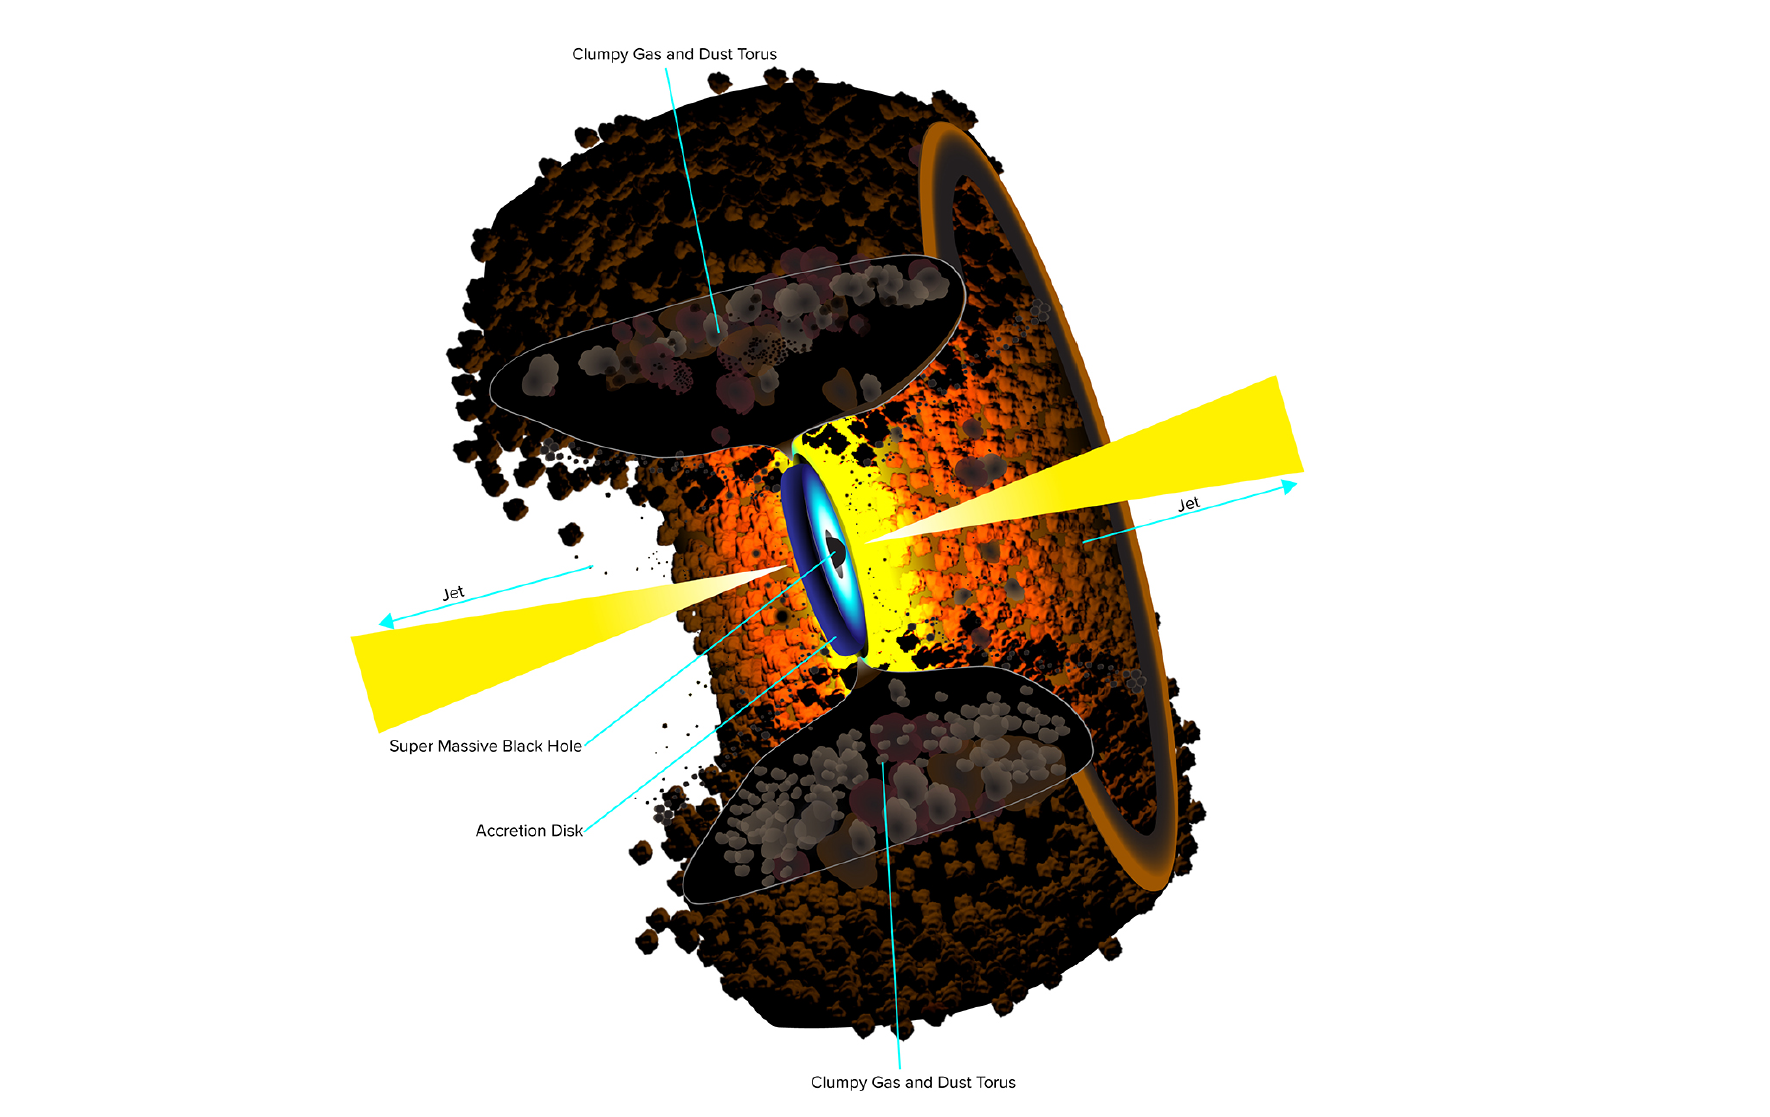 Clumpy Gas and Dust Torus
Jet
Jet
Super Massive Black Hole
Accretion Disk
Clumpy Gas and Dust Torus